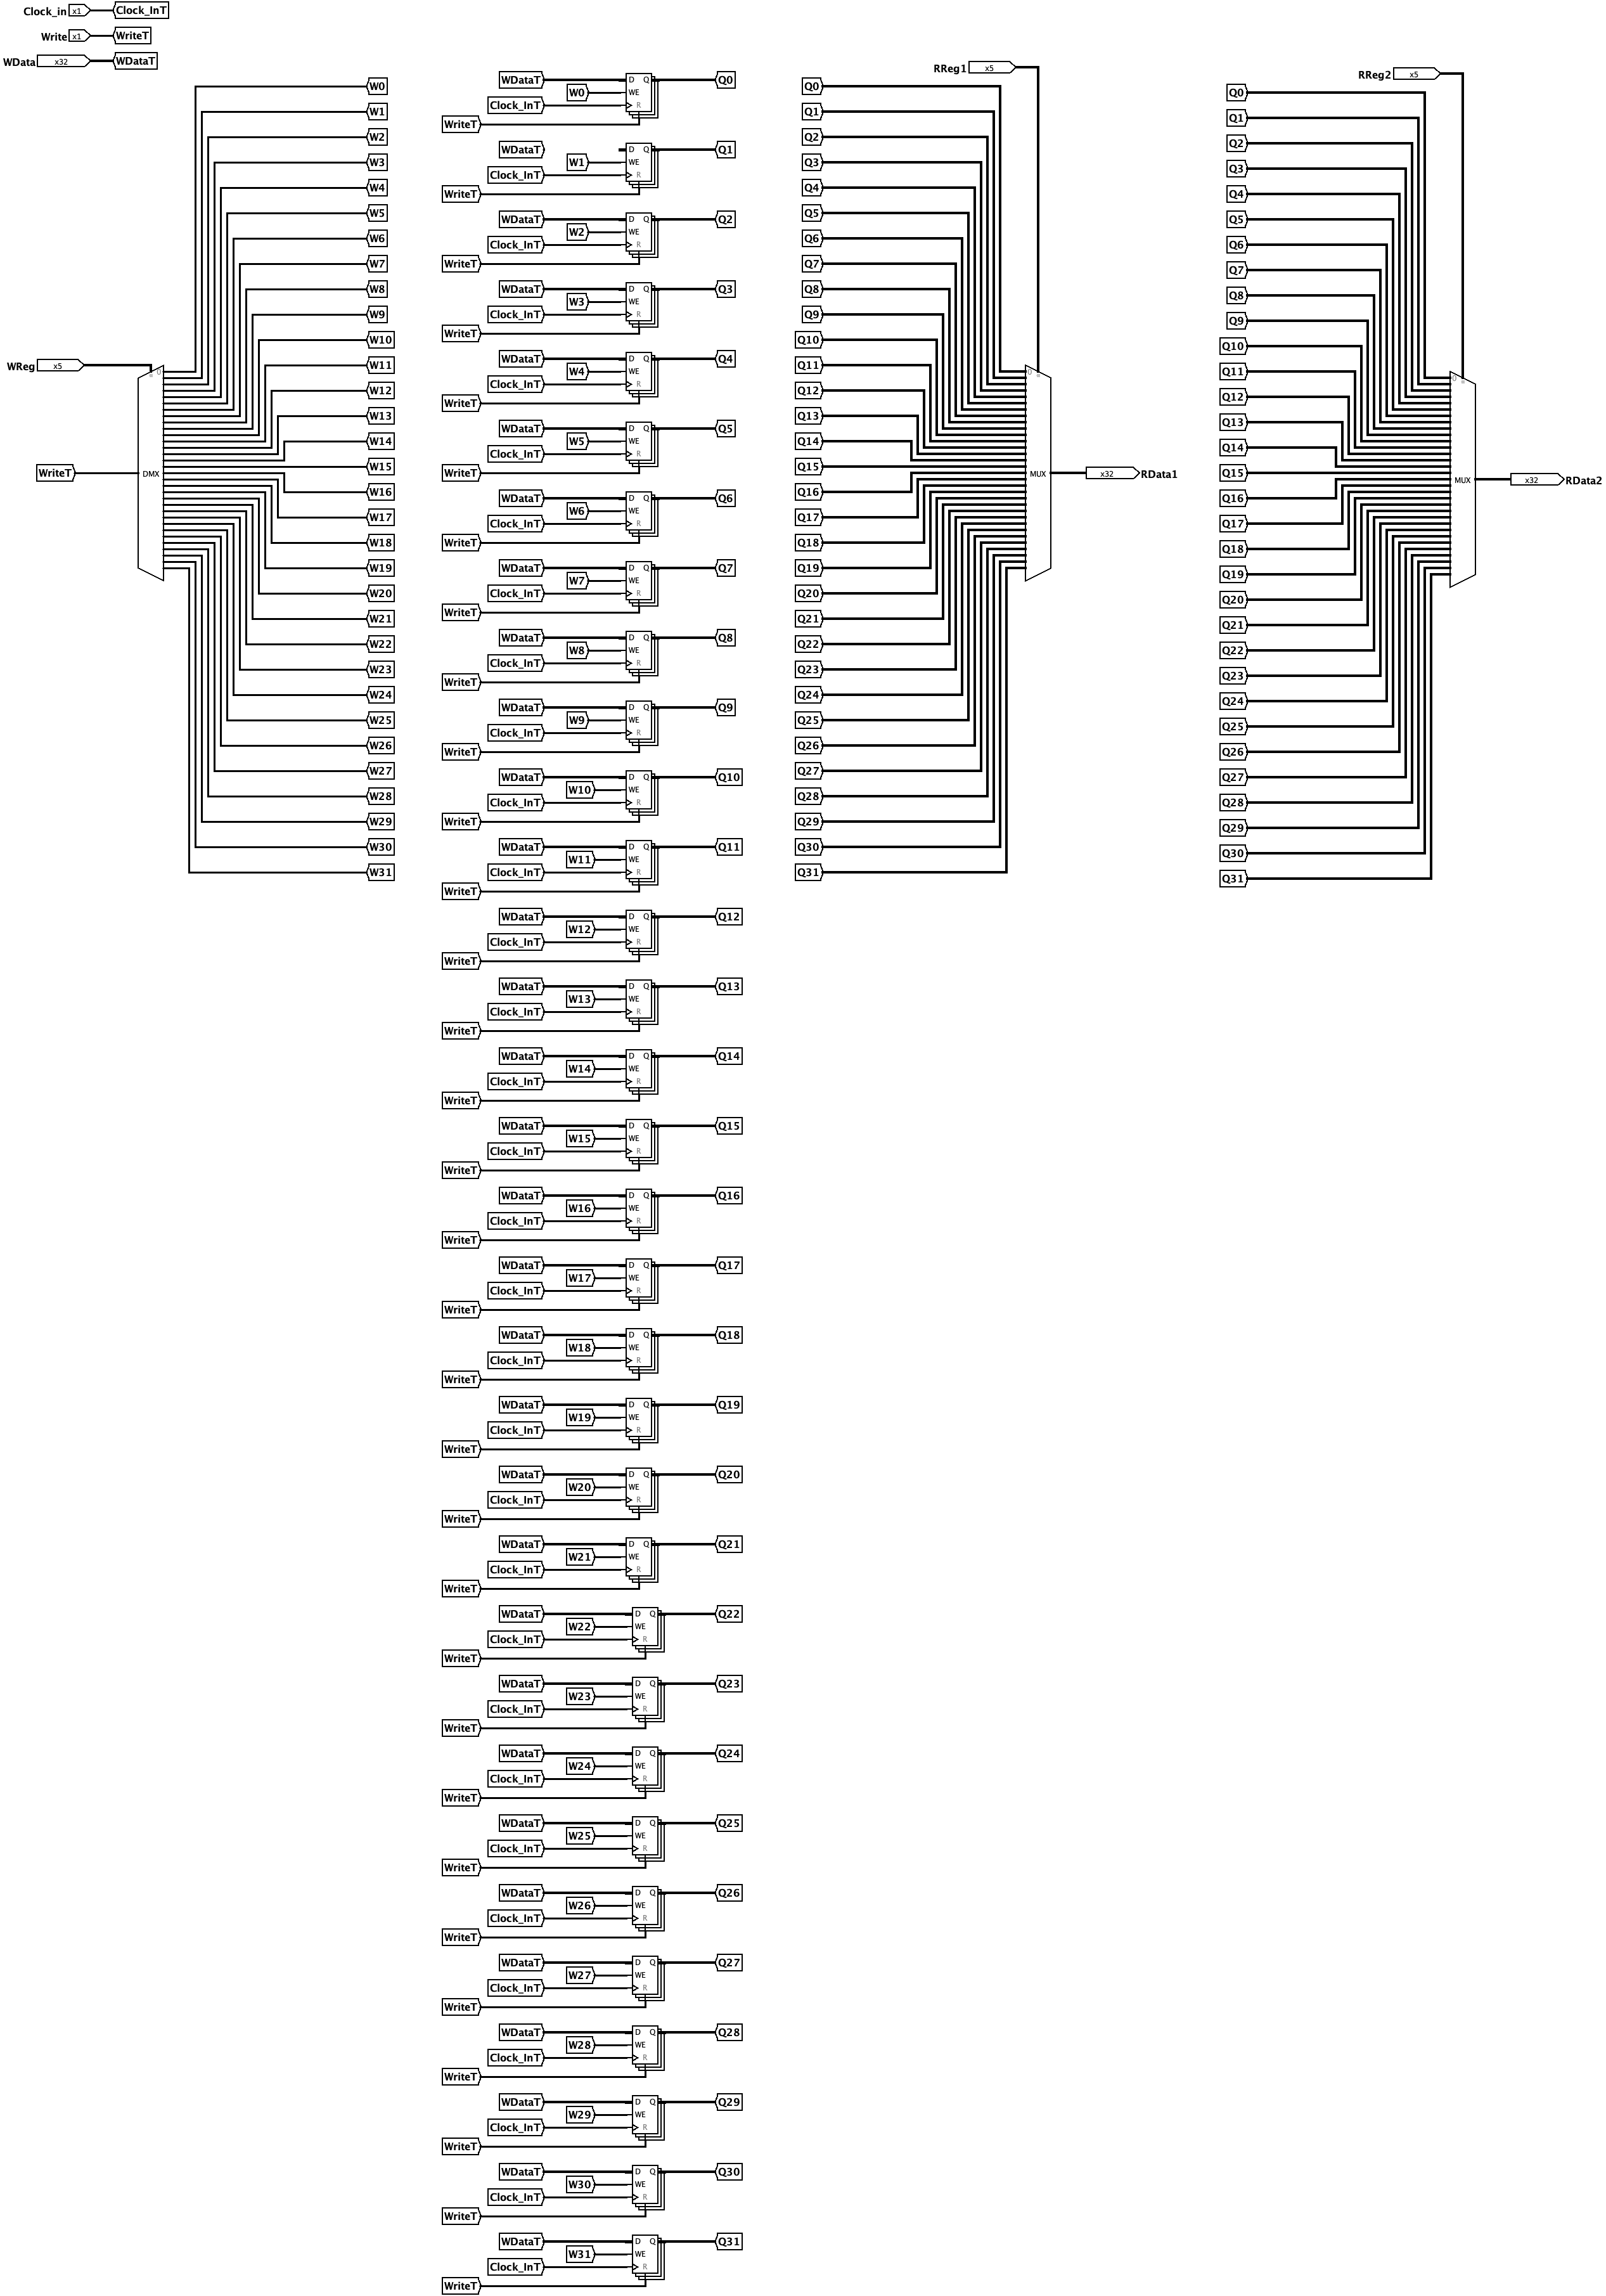 Clock_in x1 Clock_InT
Write x1 WriteT
WData x32 WDataT
WReg x5
0
WriteT
DMX
W0
W1
W2
W3
W4
W5
W6
W7
W8
W9
W10
W11
W12
W13
W14
W15
W16
W17
W18
W19
W20
W21
W22
W23
W24
W25
W26
W27
W28
W29
W30
W31
WDataT D Q Q0
W0 WE
Clock_InT R
WriteT
WDataT D Q Q1
W1 WE
Clock_InT R
WriteT
WDataT D Q Q2
W2 WE
Clock_InT R
WriteT
WDataT D Q Q3
W3 WE
Clock_InT R
WriteT
WDataT D Q Q4
W4 WE
Clock_InT R
WriteT
WDataT D Q Q5
W5 WE
Clock_InT R
WriteT
WDataT D Q Q6
W6 WE
Clock_InT R
WriteT
WDataT D Q Q7
W7 WE
Clock_InT R
WriteT
WDataT D Q Q8
W8 WE
Clock_InT R
WriteT
WDataT D Q Q9
W9 WE
Clock_InT R
WriteT
WDataT D Q Q10
W10 WE
Clock_InT R
WriteT
WDataT D Q Q11
W11 WE
Clock_InT R
WriteT
WDataT D Q Q12
W12 WE
Clock_InT R
WriteT
WDataT D Q Q13
W13 WE
Clock_InT R
WriteT
WDataT D Q Q14
W14 WE
Clock_InT R
WriteT
WDataT D Q Q15
W15 WE
Clock_InT R
WriteT
WDataT D Q Q16
W16 WE
Clock_InT R
WriteT
WDataT D Q Q17
W17 WE
Clock_InT R
WriteT
WDataT D Q Q18
W18 WE
Clock_InT R
WriteT
WDataT D Q Q19
W19 WE
Clock_InT R
WriteT
WDataT D Q Q20
W20 WE
Clock_InT R
WriteT
WDataT D Q Q21
W21 WE
Clock_InT R
WriteT
WDataT D Q Q22
W22 WE
Clock_InT R
WriteT
WDataT D Q Q23
W23 WE
Clock_InT R
WriteT
WDataT D Q Q24
W24 WE
Clock_InT R
WriteT
WDataT D Q Q25
W25 WE
Clock_InT R
WriteT
WDataT D Q Q26
W26 WE
Clock_InT R
WriteT
WDataT D Q Q27
W27 WE
Clock_InT R
WriteT
WDataT D Q Q28
W28 WE
Clock_InT R
WriteT
WDataT D Q Q29
W29 WE
Clock_InT R
WriteT
WDataT D Q Q30
W30 WE
Clock_InT R
WriteT
WDataT D Q Q31
W31 WE
Clock_InT R
WriteT
RReg1 x5
Q0
Q1
Q2
Q3
Q4
Q5
Q6
Q7
Q8
Q9
Q10
Q11
Q12
Q13
Q14
Q15
Q16
Q17
Q18
Q19
Q20
Q21
Q22
Q23
Q24
Q25
Q26
Q27
Q28
Q29
Q30
Q31
0
MUX
x32 RData1
RReg2 x5
Q0
Q1
Q2
Q3
Q4
Q5
Q6
Q7
Q8
Q9
Q10
Q11
Q12
Q13
Q14
Q15
Q16
Q17
Q18
Q19
Q20
Q21
Q22
Q23
Q24
Q25
Q26
Q27
Q28
Q29
Q30
Q31
0
MUX
x32 RData2